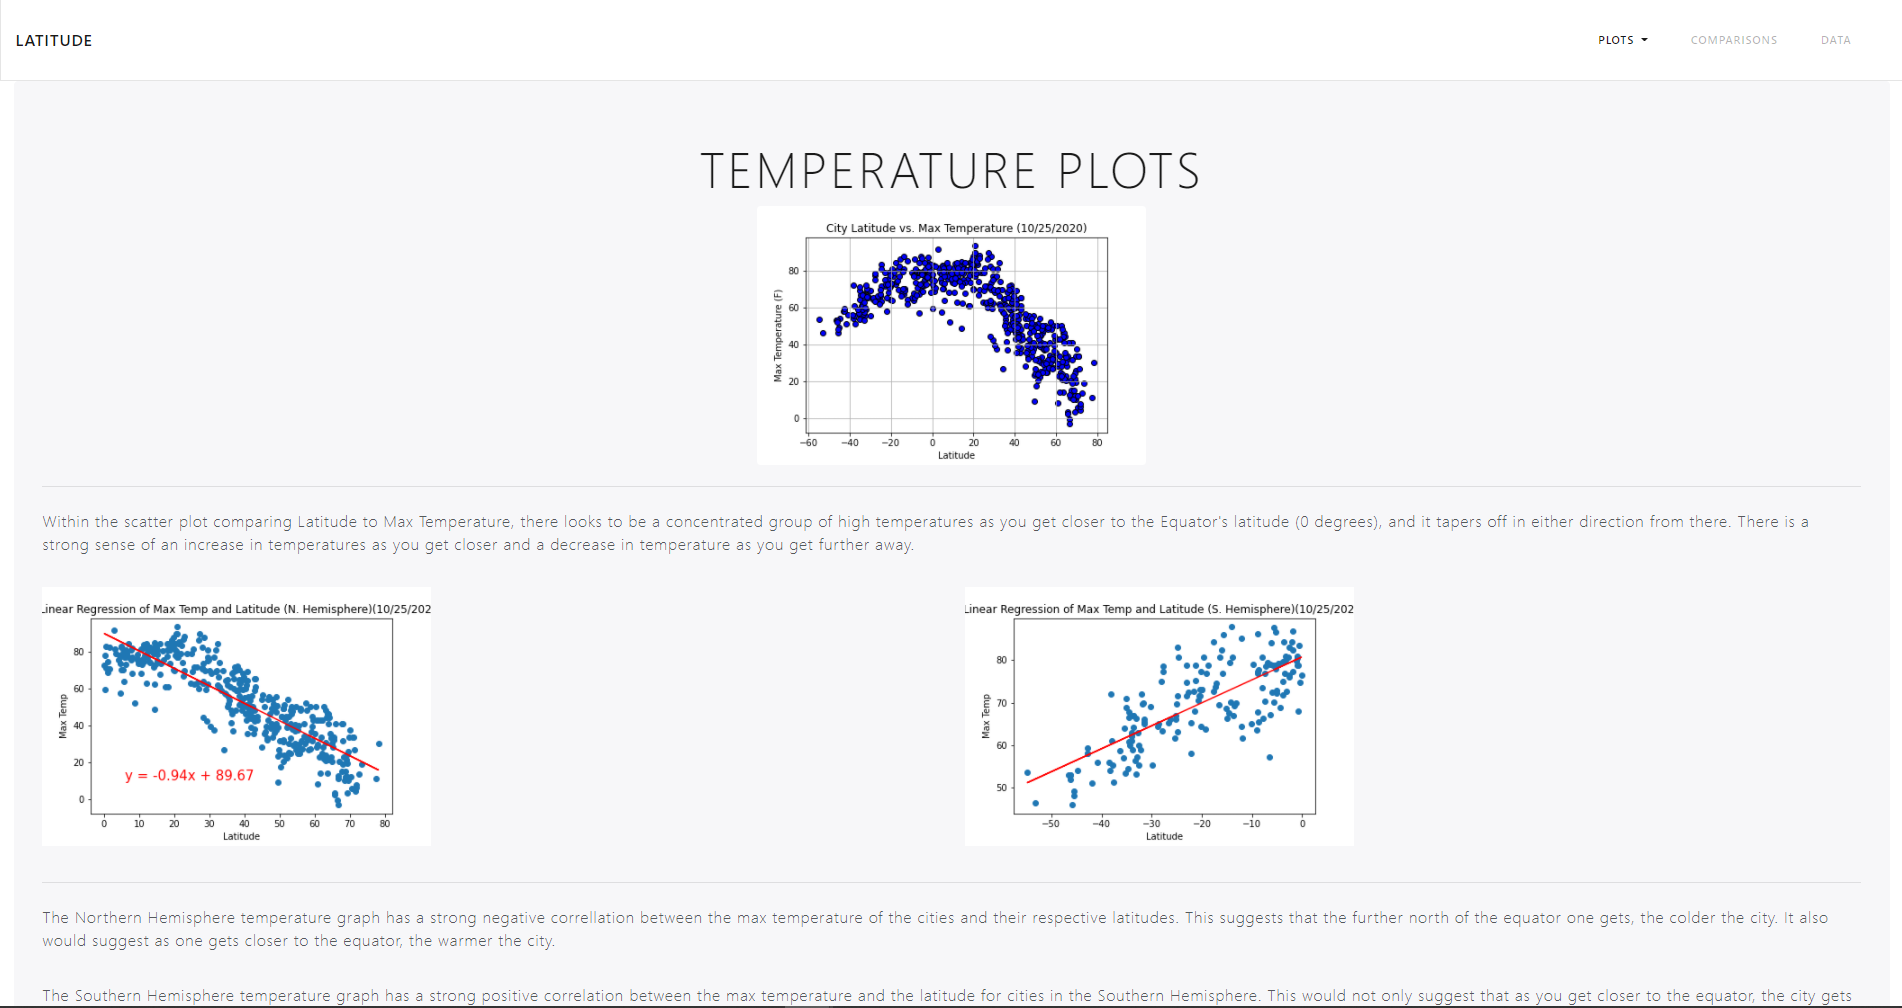 LATITUDE
PLOTS COMPARISONS DATA
TEMPERATURE PLOTS
City Latitude vs. Max Temperature (10/25/2020)
80
60
40
20
0
Max Temperature (F)
−60 −40 −20 0 20 40 60 80
Latitude
Within the scatter plot comparing Latitude to Max Temperature, there looks to be a concentrated group of high temperatures as you get closer to the Equator's latitude (0 degrees), and it tapers off in either direction from there. There is a
strong sense of an increase in temperatures as you get closer and a decrease in temperature as you get further away.
Linear Regression of Max Temp and Latitude (N. Hemisphere)(10/25/202
80
60
40
20
0
Max Temp
y = -0.94x + 89.67
0 10 20 30 40 50 60 70 80
Latitude
Linear Regression of Max Temp and Latitude (S. Hemisphere)(10/25/202
80
70
60
50
Max Temp
−50 −40 −30 −20 −10 0
Latitude
The Northern Hemisphere temperature graph has a strong negative correllation between the max temperature of the cities and their respective latitudes. This suggests that the further north of the equator one gets, the colder the city. It also
would suggest as one gets closer to the equator, the warmer the city.
The Southern Hemisphere temperature graph has a strong positive correlation between the max temperature and the latitude for cities in the Southern Hemisphere. This would not only suggest that as you get closer to the equator, the city gets